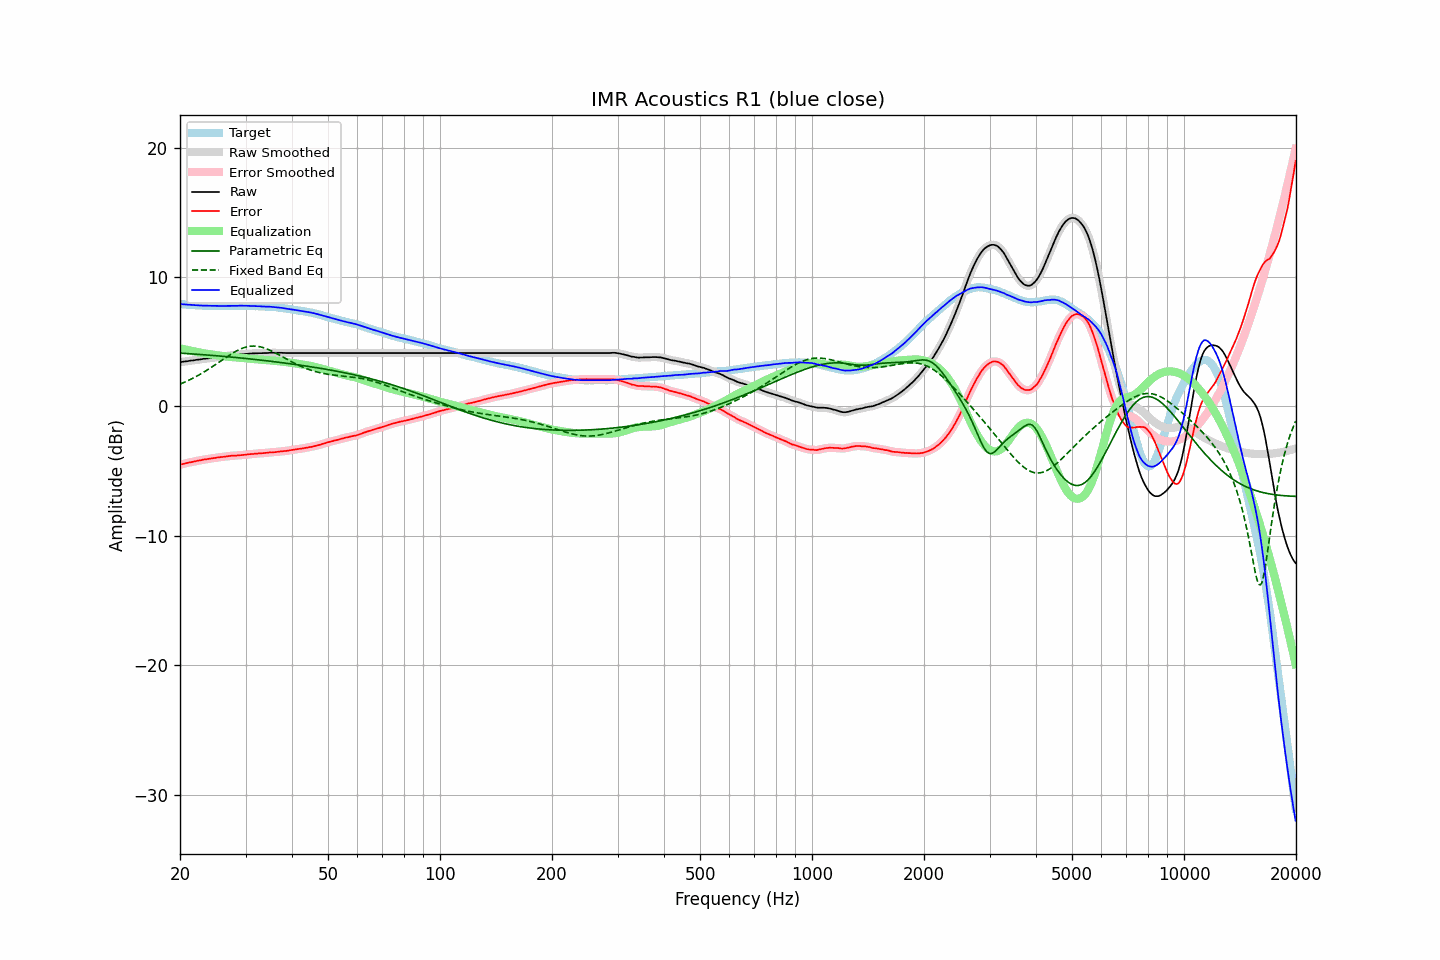 IMR Acoustics R1 (blue close)
Target
Raw Smoothed
Error Smoothed
Raw
Error
Equalization
Parametric Eq
Fixed Band Eq
Equalized
Amplitude (dBr)
20
10
0
−10
−20
−30
20 50 100 200 500 1000 2000 5000 10000 20000
Frequency (Hz)